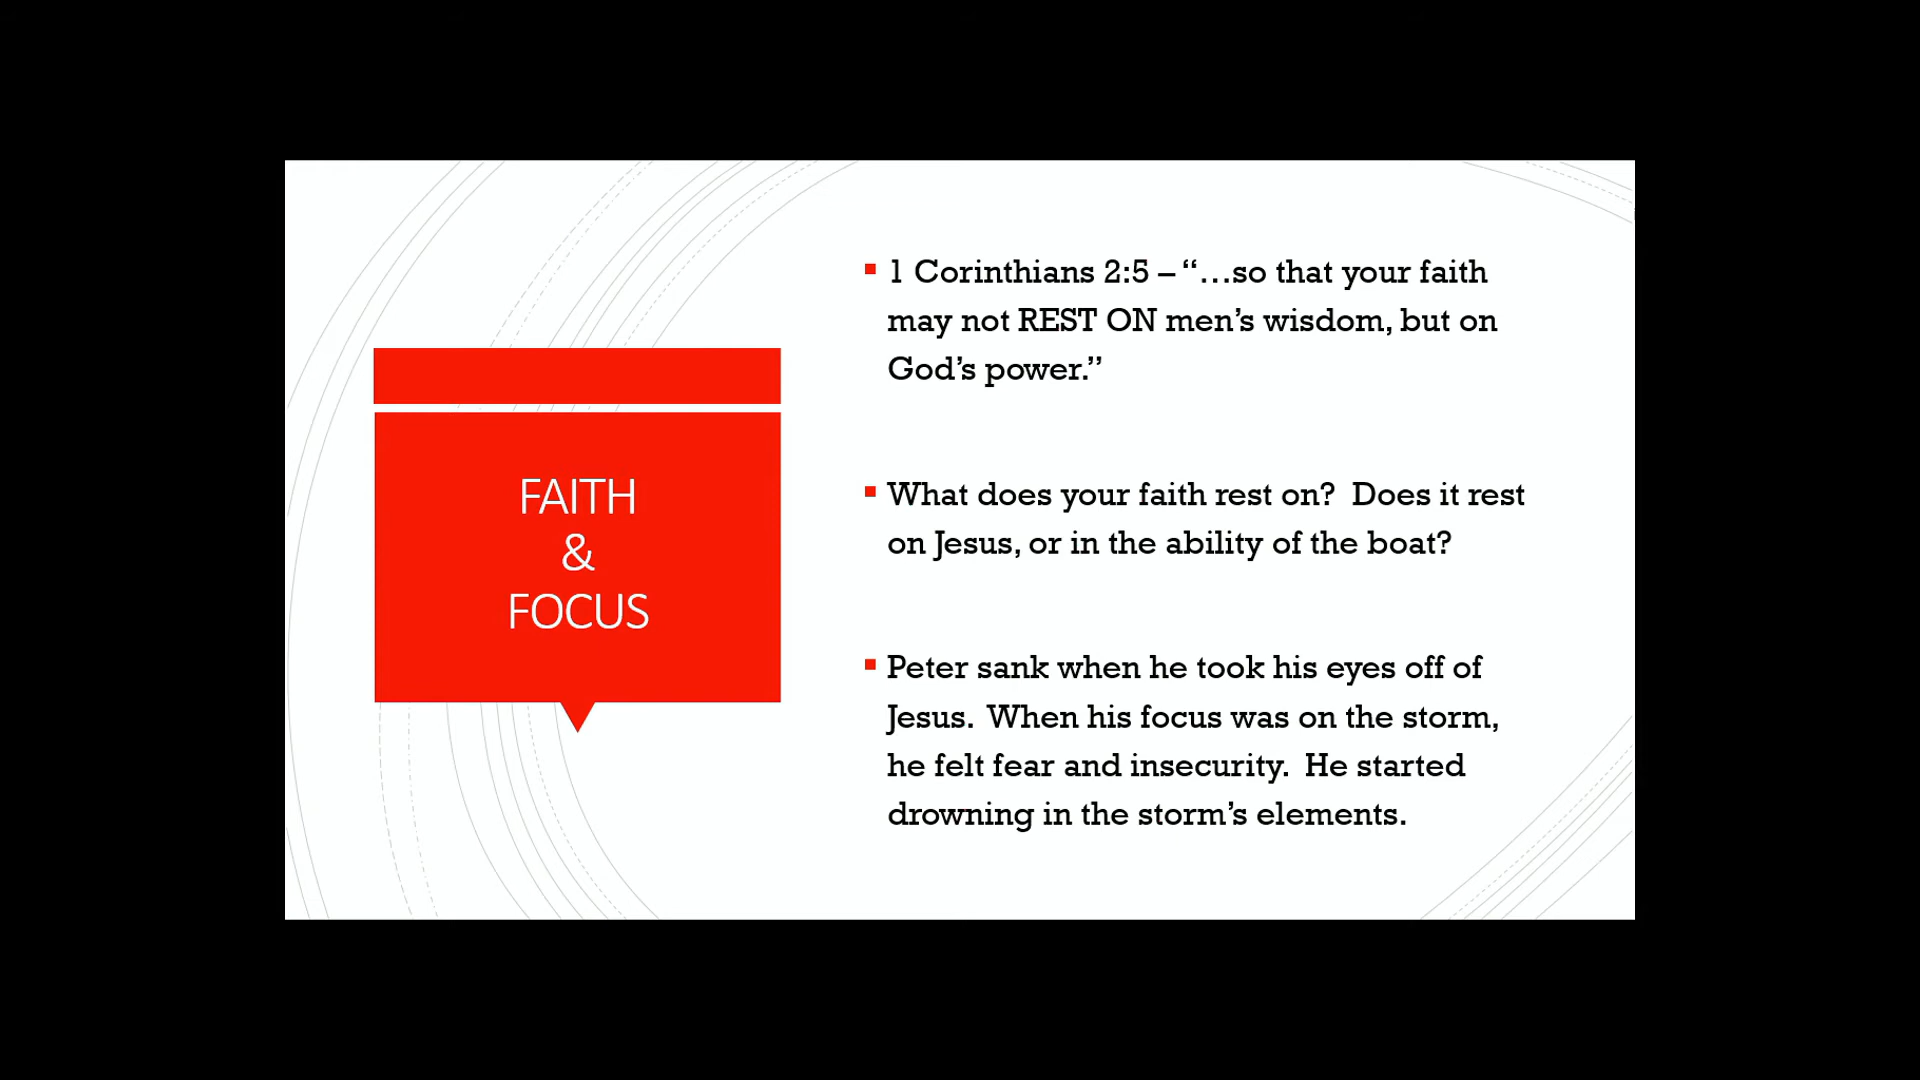 FAITH
&
FOCUS
▪ 1 Corinthians 2:5 – “…so that your faith
may not REST ON men’s wisdom, but on
God’s power.”
▪ What does your faith rest on?  Does it rest
on Jesus, or in the ability of the boat?
▪ Peter sank when he took his eyes off of
Jesus.  When his focus was on the storm,
he felt fear and insecurity.  He started
drowning in the storm’s elements.